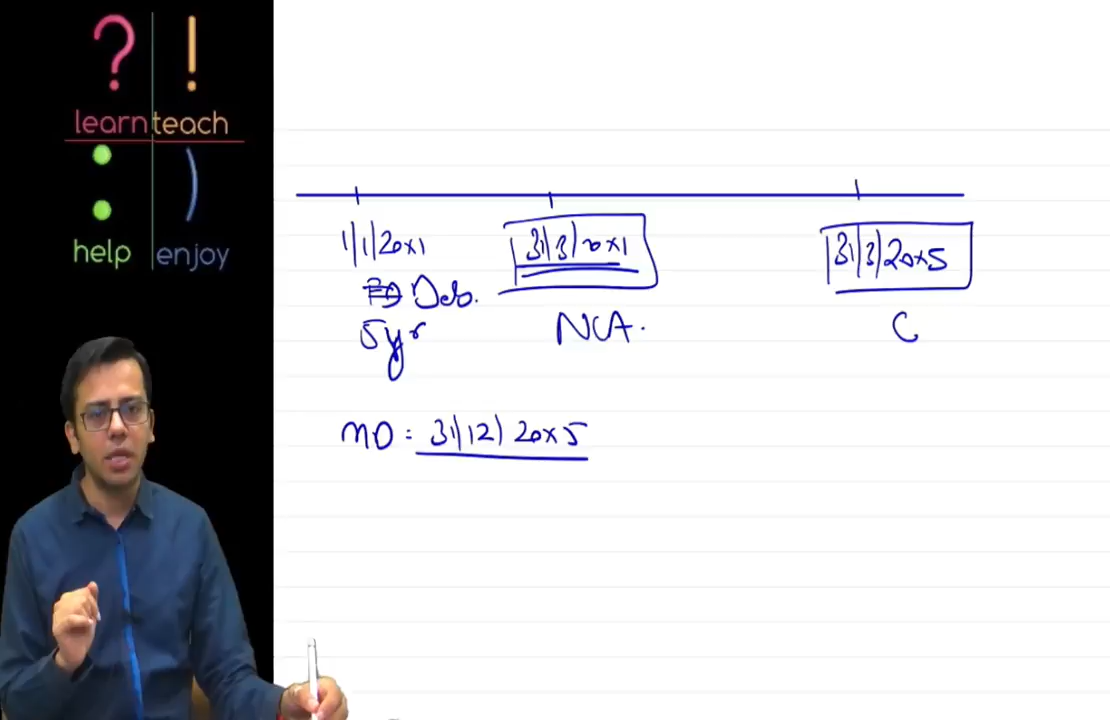 ? !
learn teach
: )
help enjoy
1/1/20x1 31/3/20x1 31/3/20x5
Deb.
5yr NCA. C
MD = 31/12/20x5